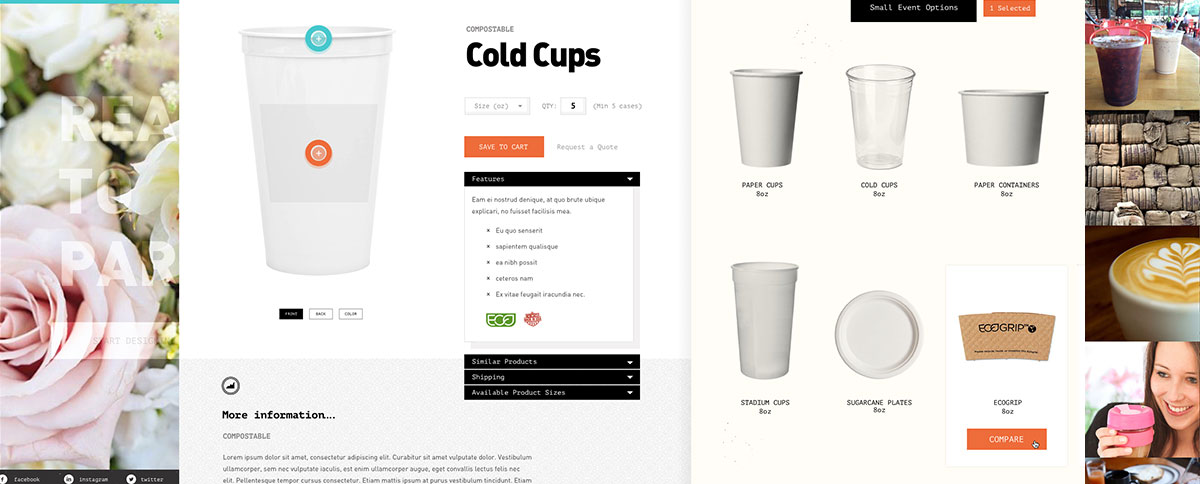 REA
TO
PAR
START DESIGN
facebook
instagram
twitter
COMPOSTABLE
Cold Cups
Size (oz)
QTY: 5 (Min 5 cases)
SAVE TO CART
Request a Quote
Features
Eam ei nostrud denique, at quo brute ubique
explicari, no fuisset facilisis mea.
× Eu quo senserit
× sapientem qualisque
× ea nibh possit
× ceteros nam
× Ex vitae feugait iracundia nec.
ECO
FRONT
BACK
COLOR
Similar Products
Shipping
Available Product Sizes
More information...
COMPOSTABLE
Lorem ipsum dolor sit amet, consectetur adipiscing elit. Curabitur sit amet vulputate dolor. Vestibulum
ullamcorper, sem nec vulputate iaculis, est enim ullamcorper augue, eget convallis lectus felis nec
elit. Pellentesque tempor cursus consectetur. Etiam mattis ipsum at purus vestibulum tincidunt. Etiam
Small Event Options
1 Selected
PAPER CUPS
8oz
COLD CUPS
8oz
PAPER CONTAINERS
8oz
STADIUM CUPS
8oz
SUGARCANE PLATES
8oz
ECOGRIP
ECOGRIP
8oz
COMPARE